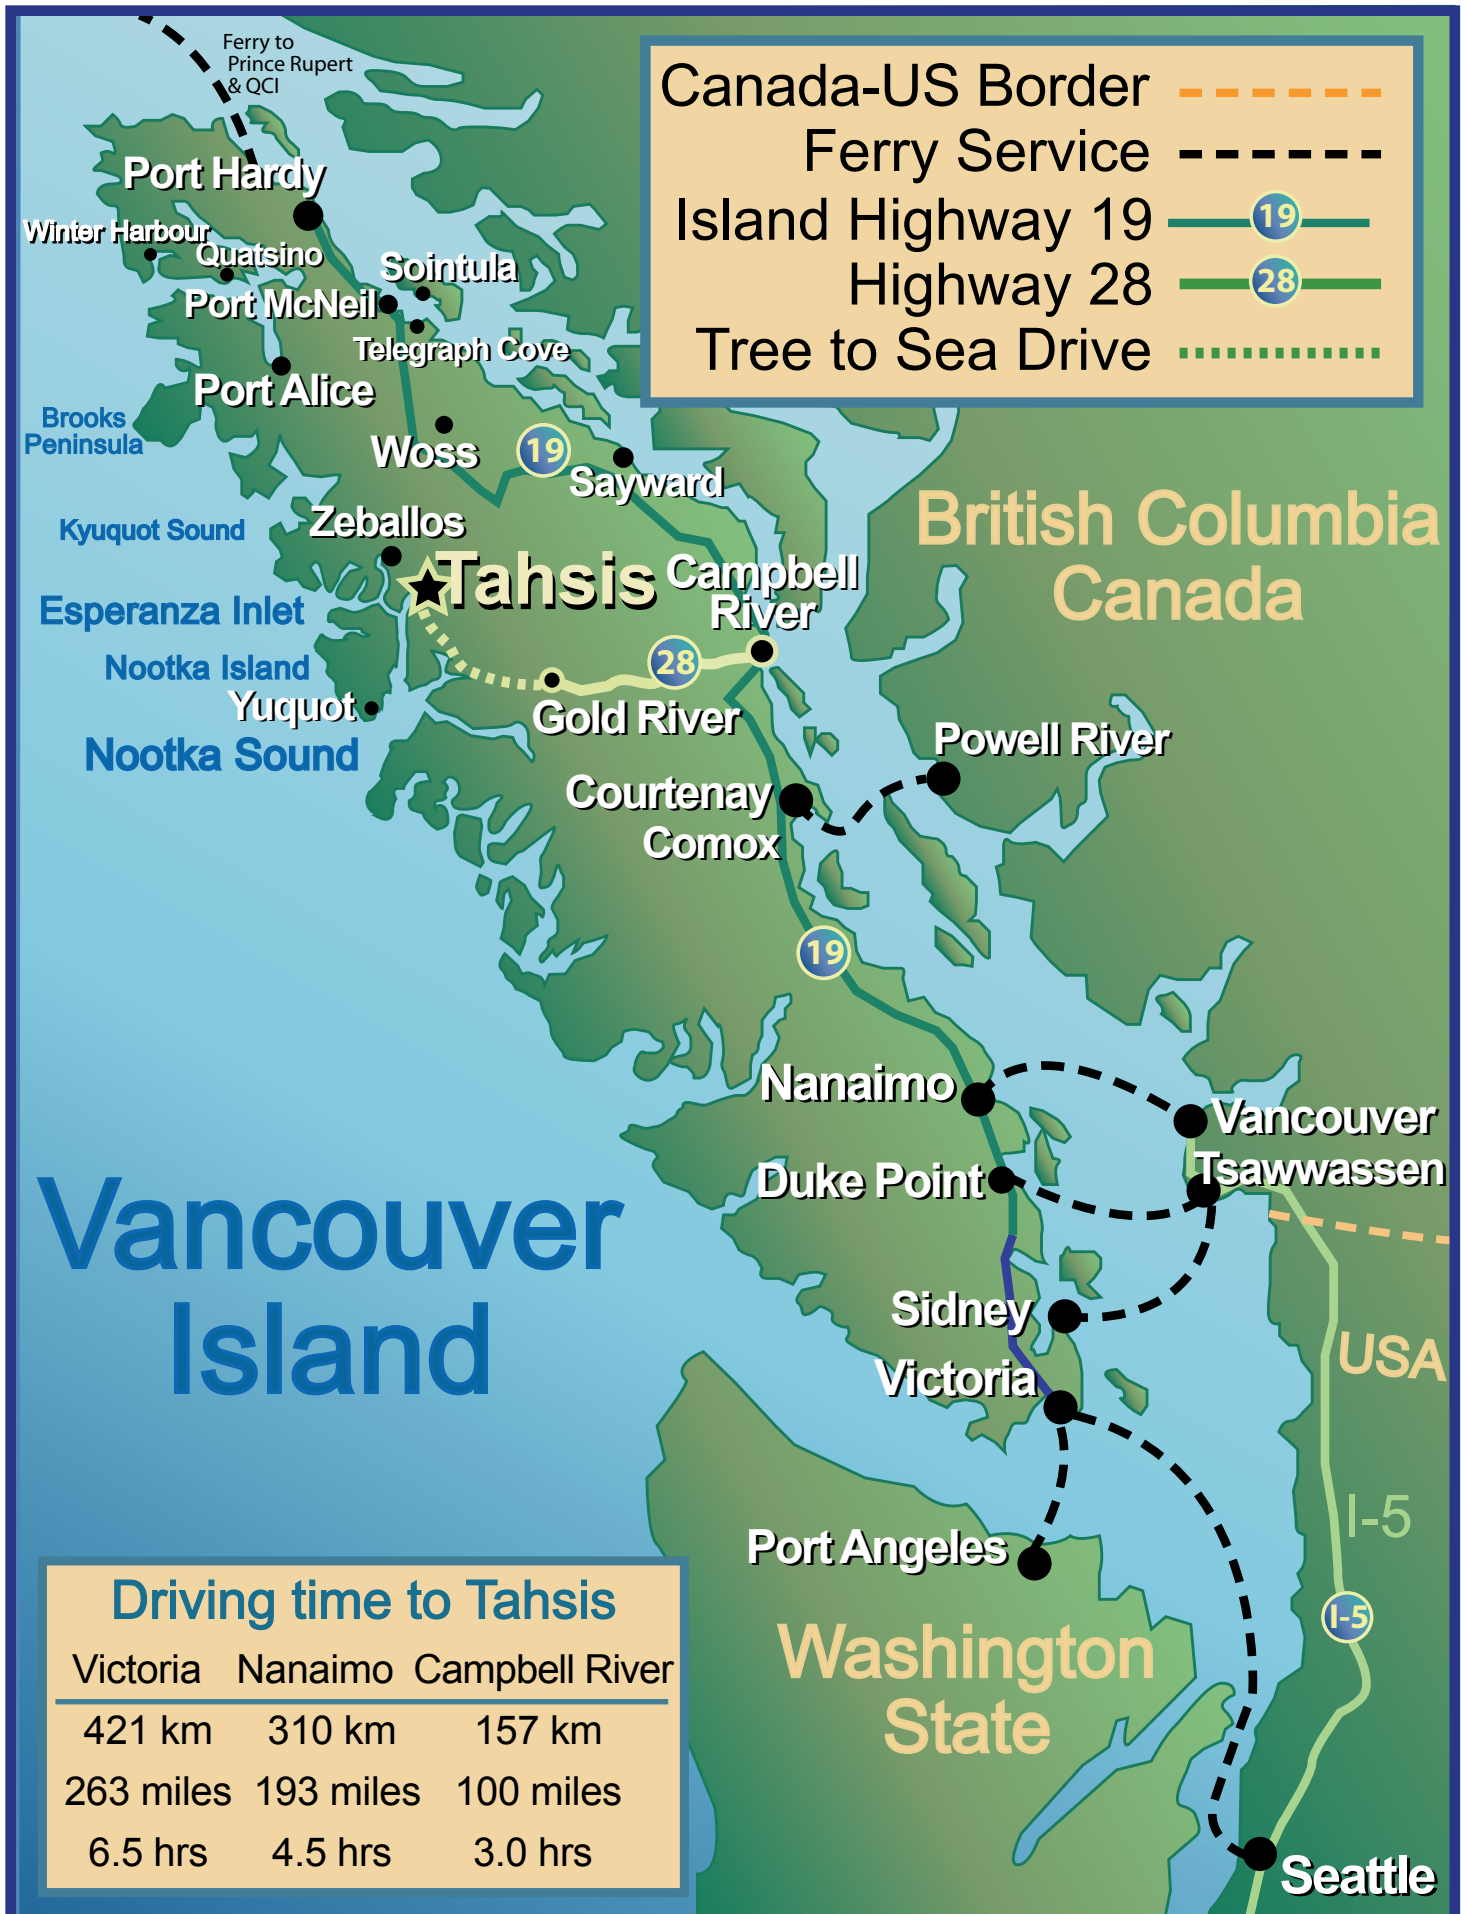 Ferry to
Prince Rupert
& QCI
Canada-US Border
Ferry Service
Island Highway 19
19
Highway 28
28
Tree to Sea Drive
Port Hardy
Winter Harbour
Quatsino
Sointula
Port McNeil
Telegraph Cove
Port Alice
Brooks
Peninsula
Woss
19
Sayward
British Columbia
Canada
Kyuquot Sound
Zeballos
Tahsis
Campbell
River
Esperanza Inlet
Nootka Island
28
Yuquot
Gold River
Nootka Sound
Powell River
Courtenay
Comox
19
Nanaimo
Vancouver
Tsawwassen
Duke Point
Vancouver
Island
Sidney
USA
Victoria
I-5
Port Angeles
I-5
Washington
State
Seattle
Driving time to Tahsis
Victoria Nanaimo Campbell River
421 km 310 km 157 km
263 miles 193 miles 100 miles
6.5 hrs 4.5 hrs 3.0 hrs